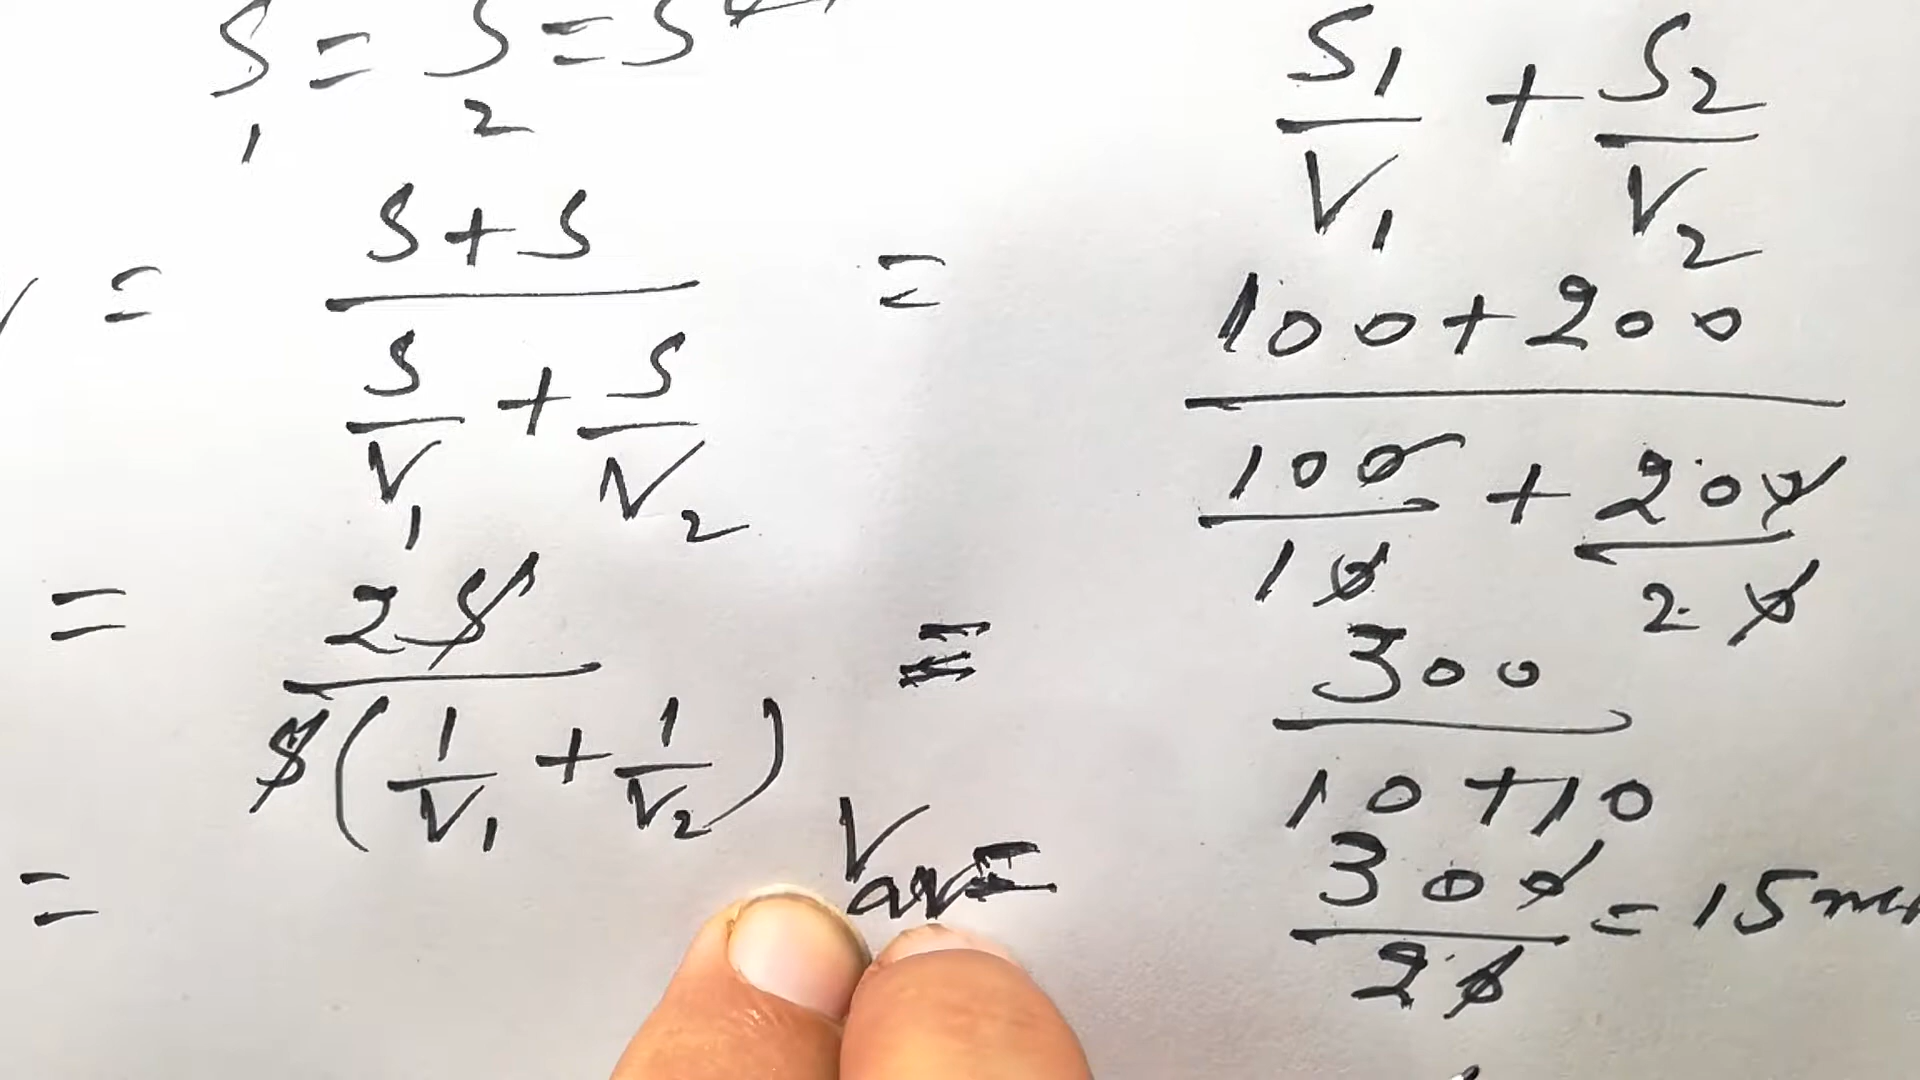 S₁ = S₂ = S
V = (S + S) / (S/V₁ + S/V₂)
= 2S / S(1/V₁ + 1/V₂)
=
S₁/V₁ + S₂/V₂
= (100 + 200) / (100/10 + 200/20)
= 300 / (10 + 10)
Vav = 300/20 = 15